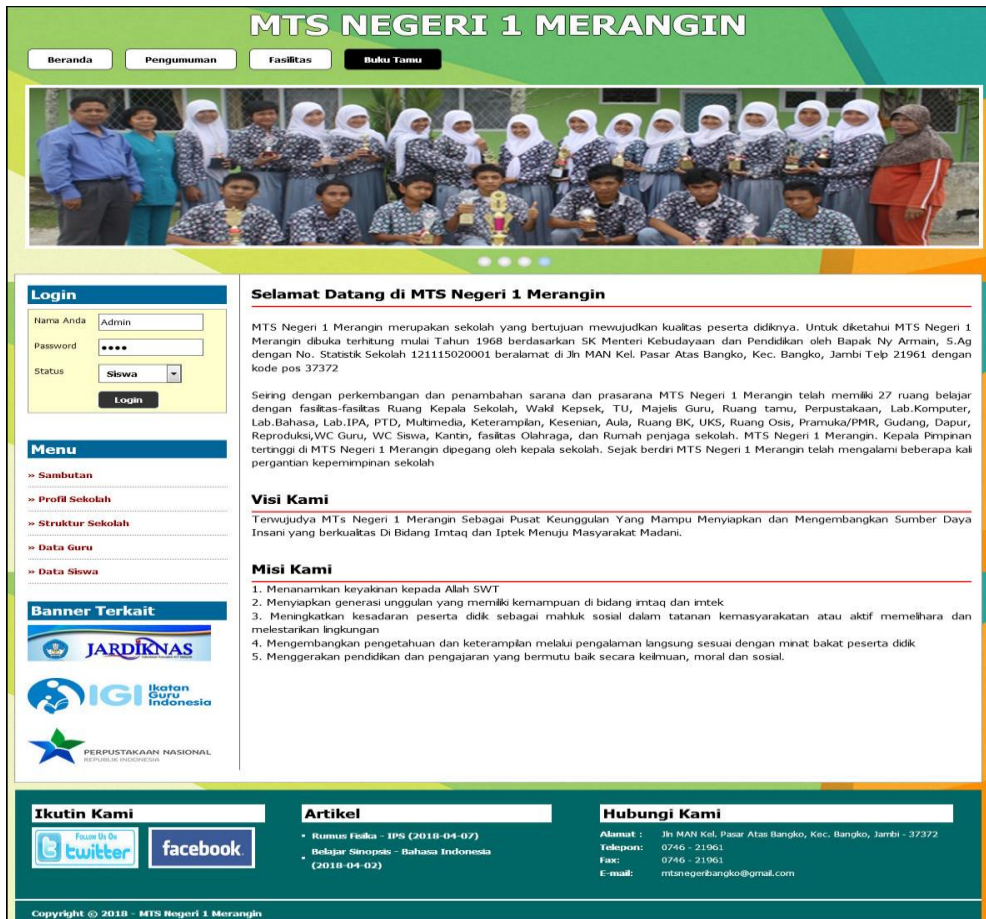 MTS NEGERI 1 MERANGIN
Beranda
Pengumuman
Fasilitas
Buku Tamu
Login
Nama Anda
Admin
Password
••••
Status
Siswa
Login
Menu
» Sambutan
» Profil Sekolah
» Struktur Sekolah
» Data Guru
» Data Siswa
Banner Terkait
JARDIKNAS
IGI Ikatan
Guru
Indonesia
PERPUSTAKAAN NASIONAL
REPUBLIK INDONESIA
Selamat Datang di MTS Negeri 1 Merangin
MTS Negeri 1 Merangin merupakan sekolah yang bertujuan mewujudkan kualitas peserta didiknya. Untuk diketahui MTS Negeri 1
Merangin dibuka terhitung mulai Tahun 1968 berdasarkan SK Menteri Kebudayaan dan Pendidikan oleh Bapak Ny Armain, S.Ag
dengan No. Statistik Sekolah 121115020001 beralamat di Jln MAN Kel. Pasar Atas Bangko, Kec. Bangko, Jambi Telp 21961 dengan
kode pos 37372
Seiring dengan perkembangan dan penambahan sarana dan prasarana MTS Negeri 1 Merangin telah memiliki 27 ruang belajar
dengan fasilitas-fasilitas Ruang Kepala Sekolah, Wakil Kepsek, TU, Majelis Guru, Ruang tamu, Perpustakaan, Lab.Komputer,
Lab.Bahasa, Lab.IPA, PTD, Multimedia, Keterampilan, Kesenian, Aula, Ruang BK, UKS, Ruang Osis, Pramuka/PMR, Gudang, Dapur,
Reproduksi,WC Guru, WC Siswa, Kantin, fasilitas Olahraga, dan Rumah penjaga sekolah. MTS Negeri 1 Merangin. Kepala Pimpinan
tertinggi di MTS Negeri 1 Merangin dipegang oleh kepala sekolah. Sejak berdiri MTS Negeri 1 Merangin telah mengalami beberapa kali
pergantian kepemimpinan sekolah
Visi Kami
Terwujudya MTs Negeri 1 Merangin Sebagai Pusat Keunggulan Yang Mampu Menyiapkan dan Mengembangkan Sumber Daya
Insani yang berkualitas Di Bidang Imtaq dan Iptek Menuju Masyarakat Madani.
Misi Kami
1. Menanamkan keyakinan kepada Allah SWT
2. Menyiapkan generasi unggulan yang memiliki kemampuan di bidang imtaq dan imtek
3. Meningkatkan kesadaran peserta didik sebagai mahluk sosial dalam tatanan kemasyarakatan atau aktif memelihara dan
melestarikan lingkungan
4. Mengembangkan pengetahuan dan keterampilan melalui pengalaman langsung sesuai dengan minat bakat peserta didik
5. Menggerakan pendidikan dan pengajaran yang bermutu baik secara keilmuan, moral dan sosial.
Ikutin Kami
Follow Us On
twitter
facebook.
Artikel
• Rumus Fisika - IPS (2018-04-07)
• Belajar Sinopsis - Bahasa Indonesia
(2018-04-02)
Hubungi Kami
Alamat : Jln MAN Kel. Pasar Atas Bangko, Kec. Bangko, Jambi - 37372
Telepon: 0746 - 21961
Fax: 0746 - 21961
E-mail: mtsnegeribangko@gmail.com
Copyright © 2018 - MTS Negeri 1 Merangin